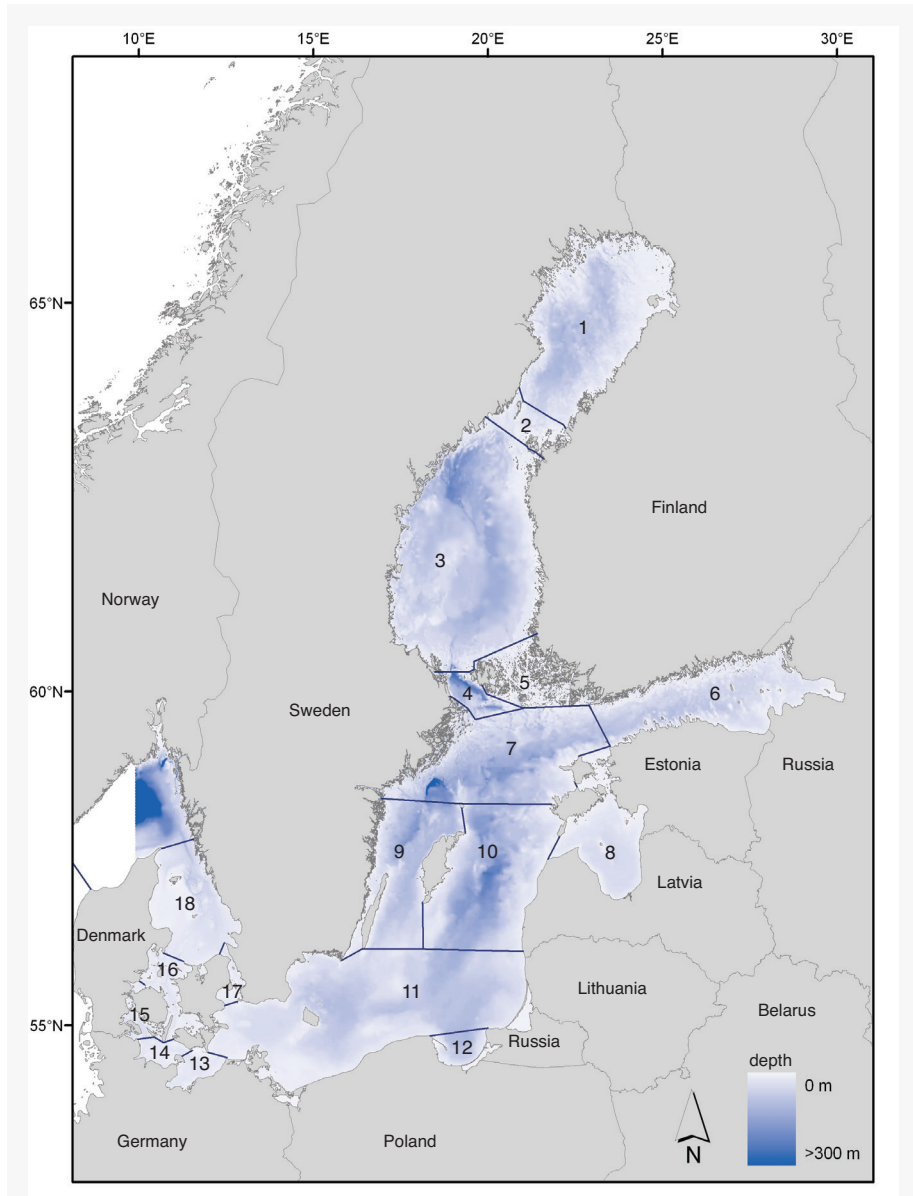 10°E 15°E 20°E 25°E 30°E
65°N
1
2
Finland
3
Norway
60°N
4
5
6
Sweden
7
Estonia
Russia
9
10
8
Latvia
18
Denmark
16
17
11
Lithuania
Belarus
15
55°N
12
Russia
14
13
depth
0 m
>300 m
N
Germany
Poland